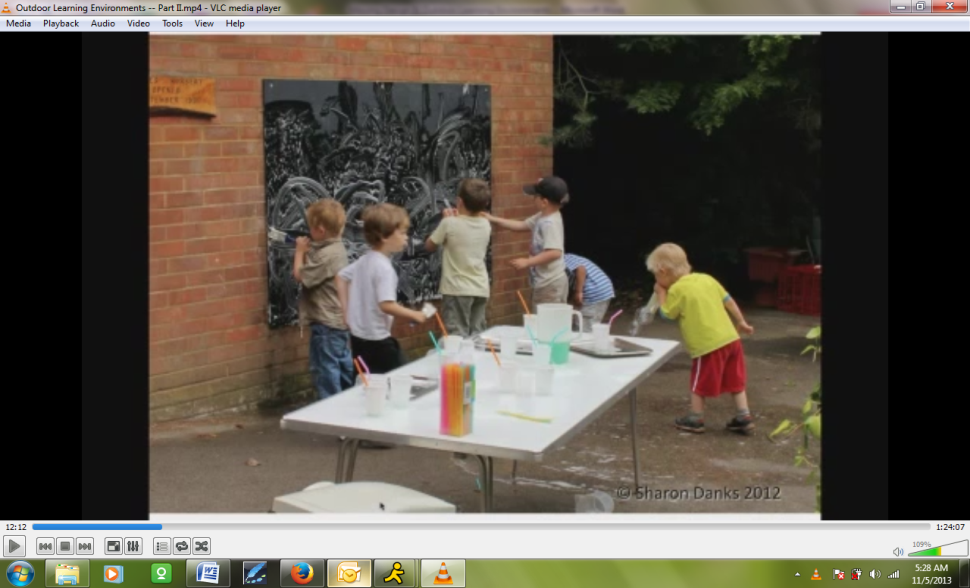 Outdoor Learning Environments -- Part II.mp4 - VLC media player
Media Playback Audio Video Tools View Help
© Sharon Danks 2012
12:12
1:24:07
109%
5:28 AM
11/5/2013